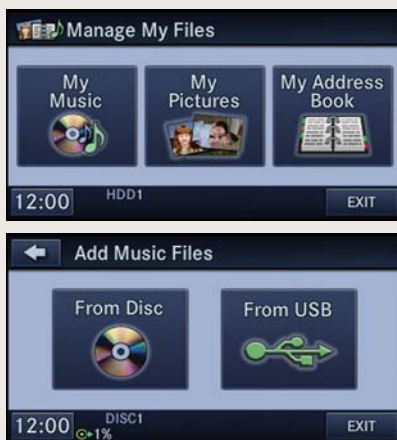 Manage My Files
My Music
My Pictures
My Address Book
12:00
HDD1
EXIT
Add Music Files
From Disc
From USB
12:00
DISC1
1%
EXIT